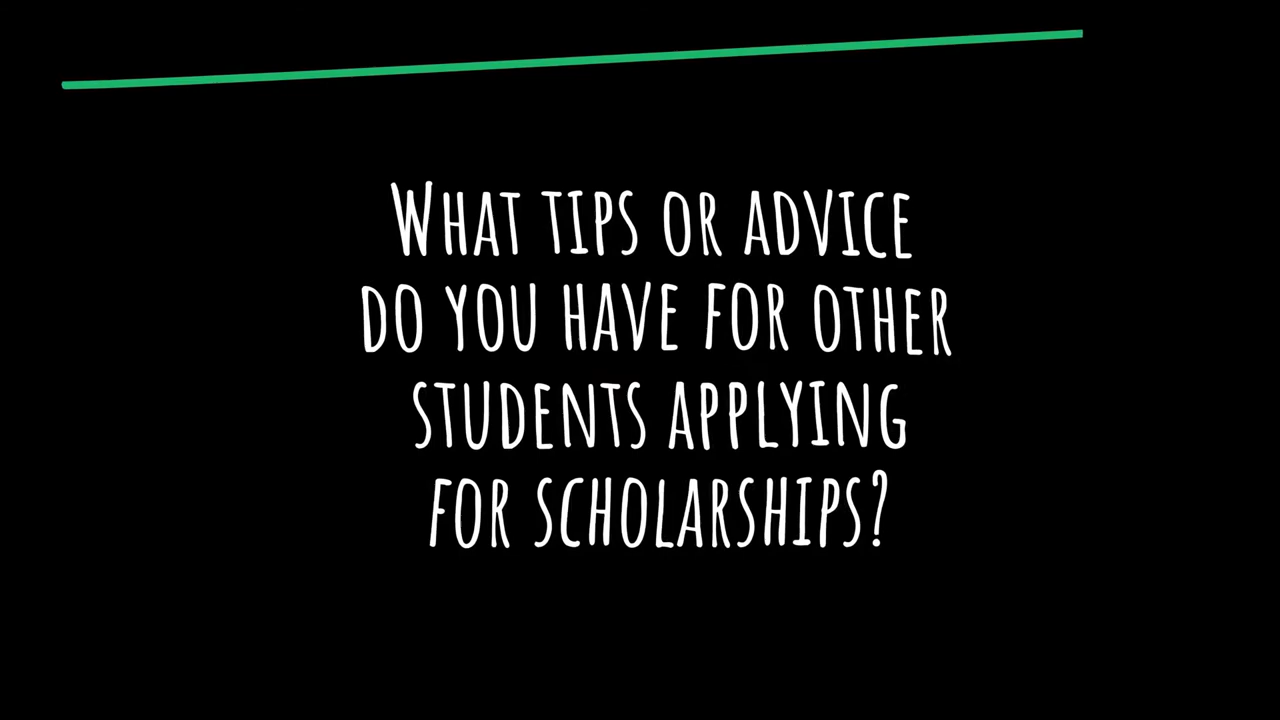 What tips or advice
do you have for other
students applying
for scholarships?